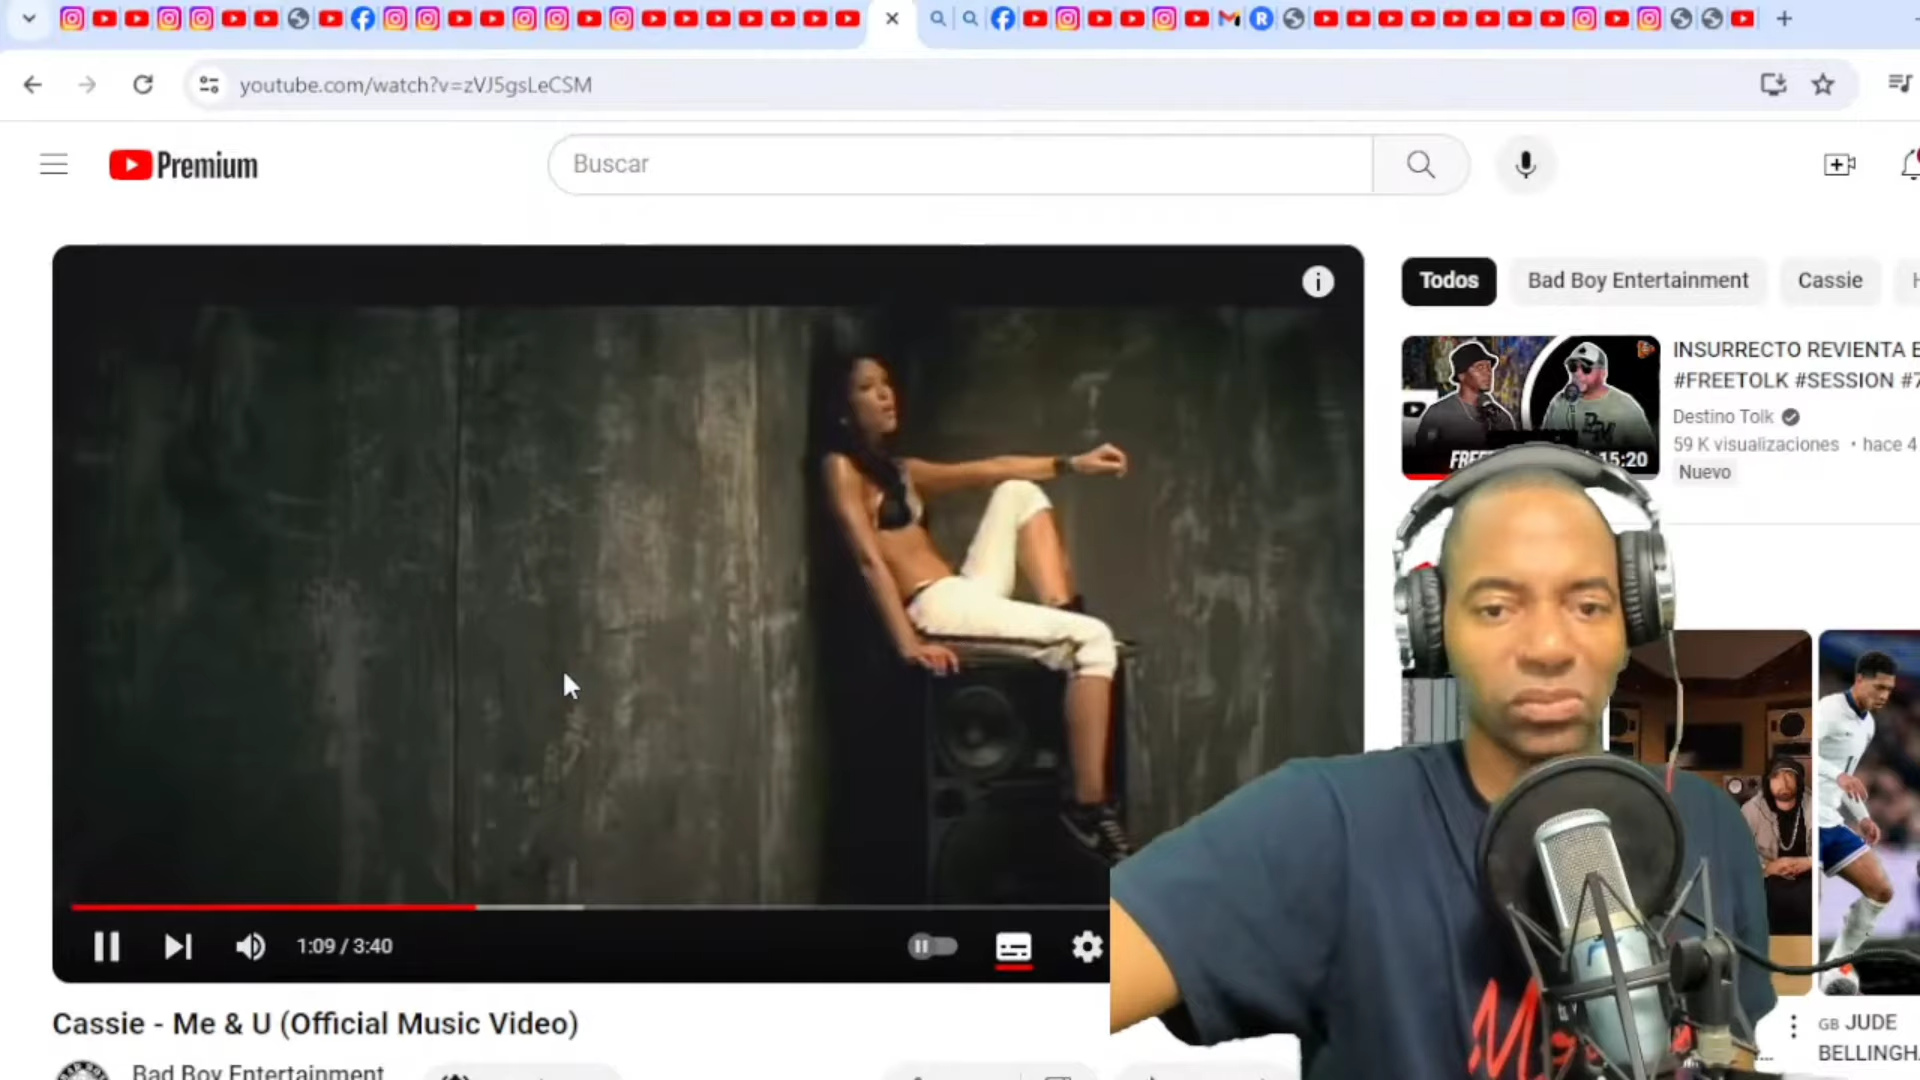 youtube.com/watch?v=zVJ5gsLeCSM
Premium
Buscar
Todos
Bad Boy Entertainment
Cassie
INSURRECTO REVIENTA E
#FREETOLK #SESSION #7
Destino Tolk
59 K visualizaciones • hace 4
Nuevo
15:20
1:09 / 3:40
Cassie - Me & U (Official Music Video)
Bad Boy Entertainment
GB JUDE
BELLINGH